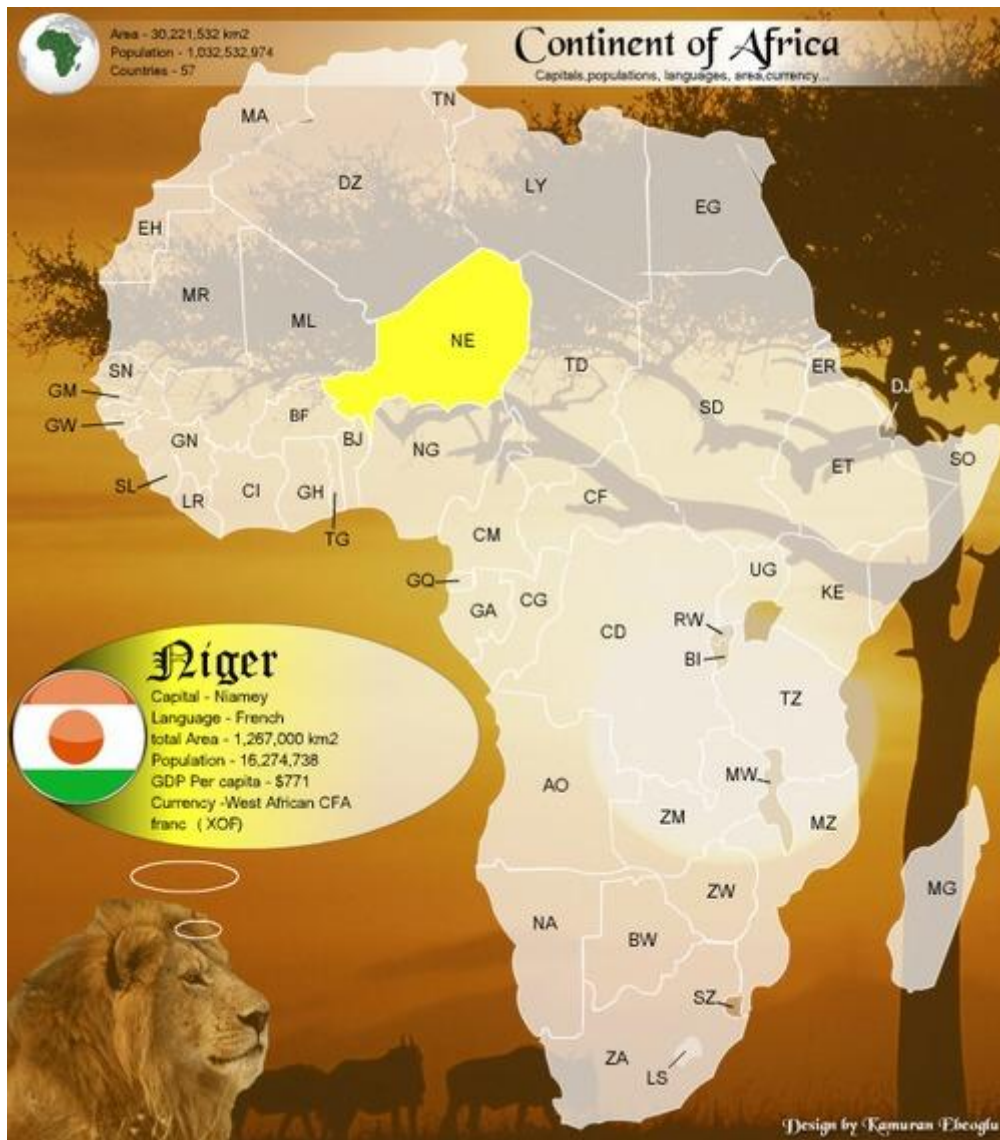 Area - 30,221,532 km2
Population - 1,032,532,974
Countries - 57
Continent of Africa
Capitals,populations, languages, area,currency...
TN
MA
DZ
LY
EG
EH
MR
ML
NE
TD
SN
ER
GM
DJ
SD
GW
BF
BJ
NG
GN
ET
SO
SL
LR
CI
GH
CF
TG
CM
UG
GQ
GA
CG
KE
CD
RW
BI
TZ
AO
MW
ZM
MZ
Niger
Capital - Niamey
Language - French
total Area - 1,267,000 km2
Population - 16,274,738
GDP Per capita - $771
Currency -West African CFA
franc ( XOF)
ZW
MG
NA
BW
SZ
ZA
LS
Design by Kamuran Ebeoglu